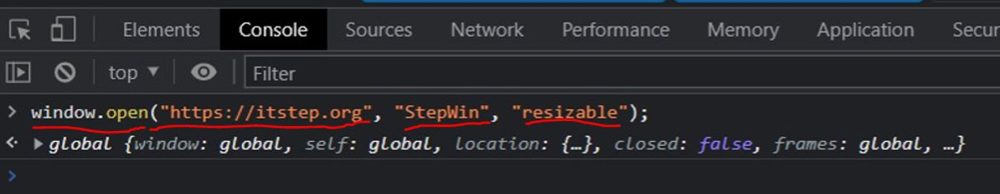 Elements Console Sources Network Performance Memory Application Secur
top ▼ Filter
> window.open("https://itstep.org", "StepWin", "resizable");
<· ▶ global {window: global, self: global, location: {…}, closed: false, frames: global, …}
>